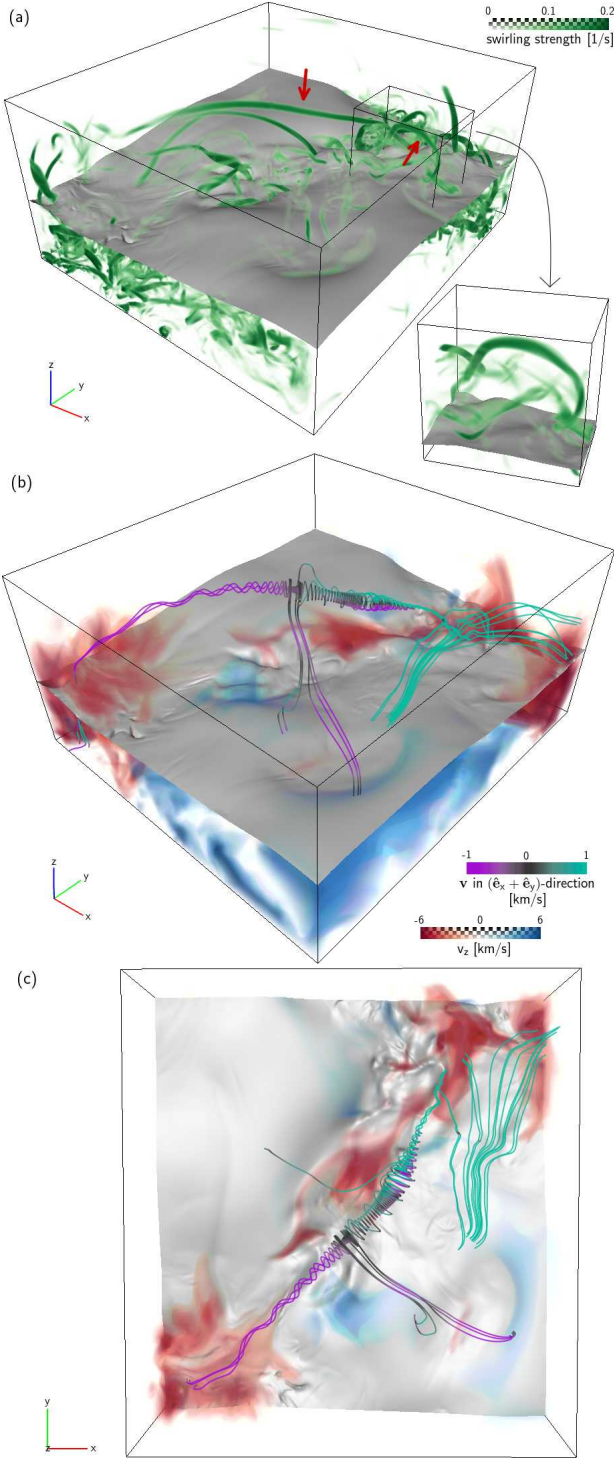 (a)
0 0.1 0.2
swirling strength [1/s]
z
y
x
(b)
z
y
x
-1 0 1
v in (ê_x + ê_y)-direction
[km/s]
-6 0 6
v_z [km/s]
(c)
y
z x